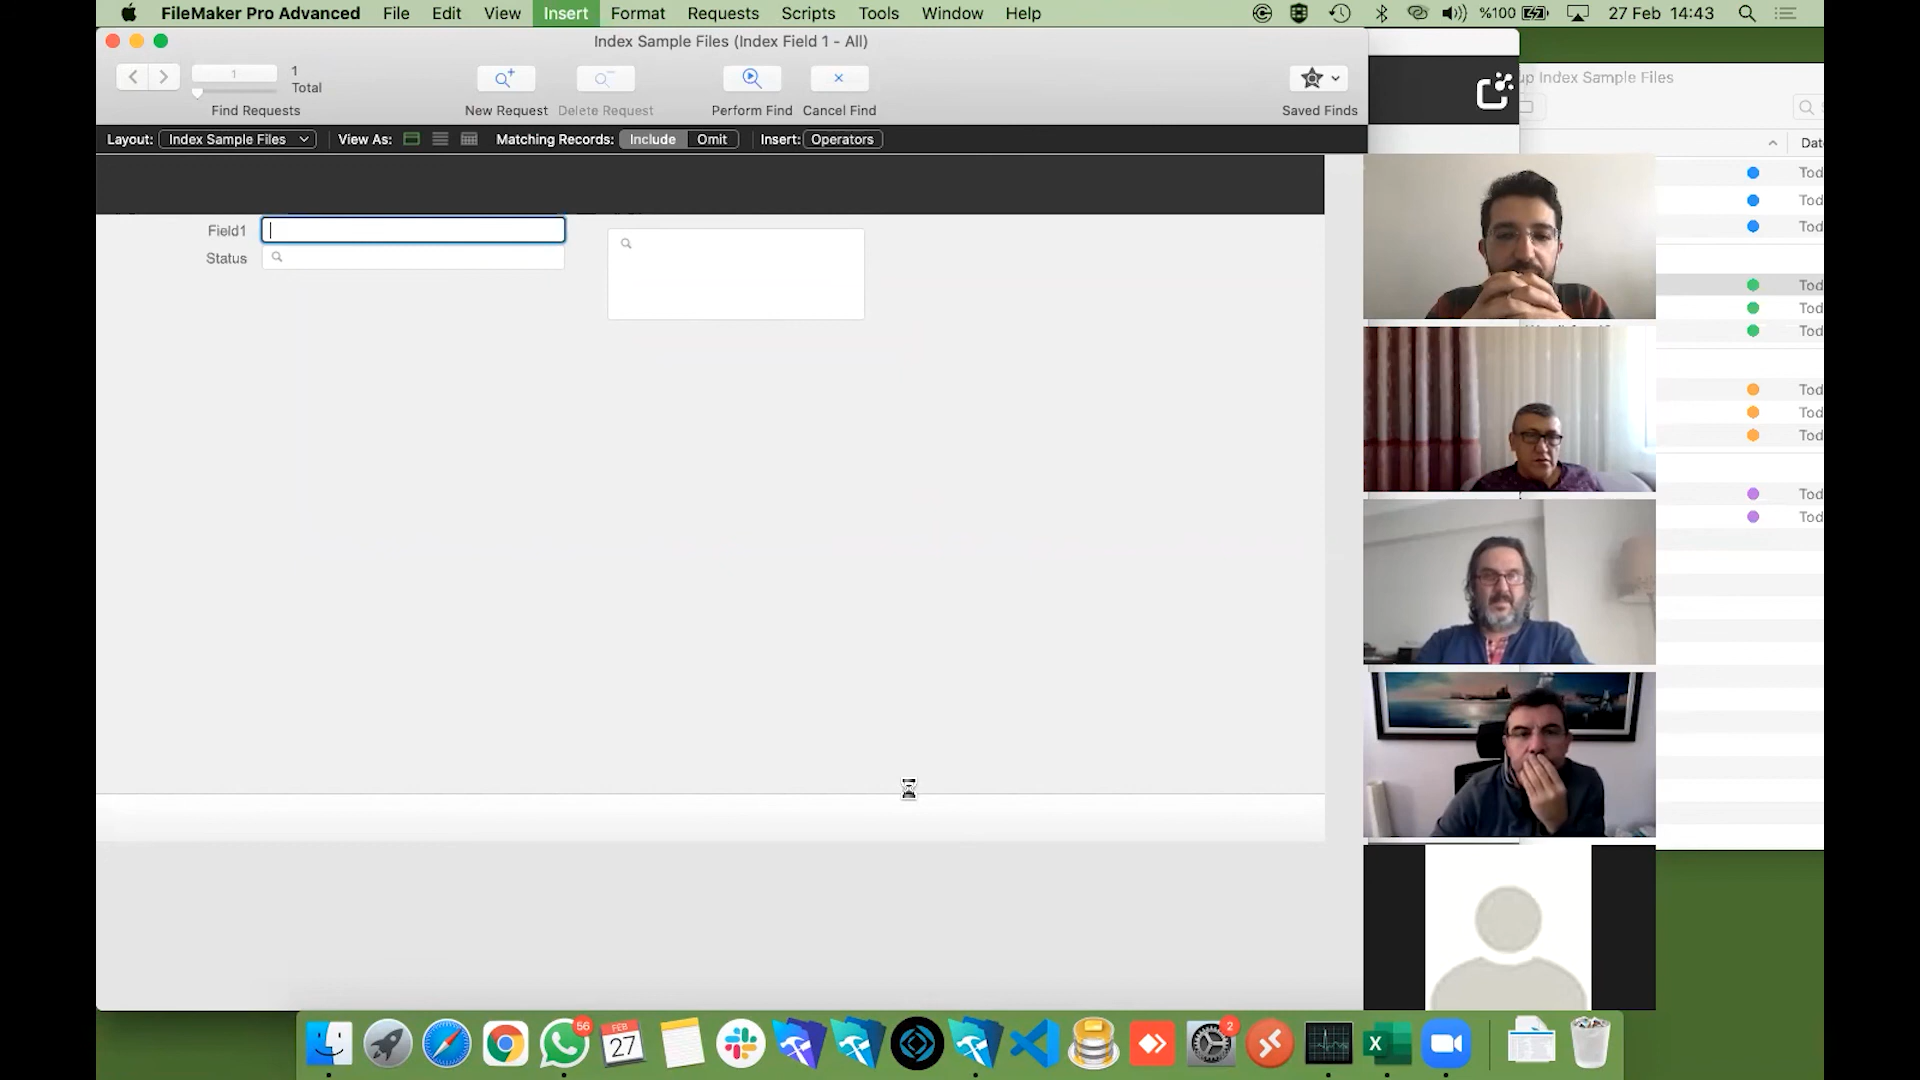 FileMaker Pro Advanced File Edit View Insert Format Requests Scripts Tools Window Help %100 27 Feb 14:43
Index Sample Files (Index Field 1 - All)
1 1
Total
Find Requests New Request Delete Request Perform Find Cancel Find Saved Finds
Layout: Index Sample Files View As: Matching Records: Include Omit Insert: Operators
Field1
Status
up Index Sample Files
Dat
Tod
Tod
Tod
Tod
Tod
Tod
Tod
Tod
Tod
Tod
Tod
56
FEB
27
2
X